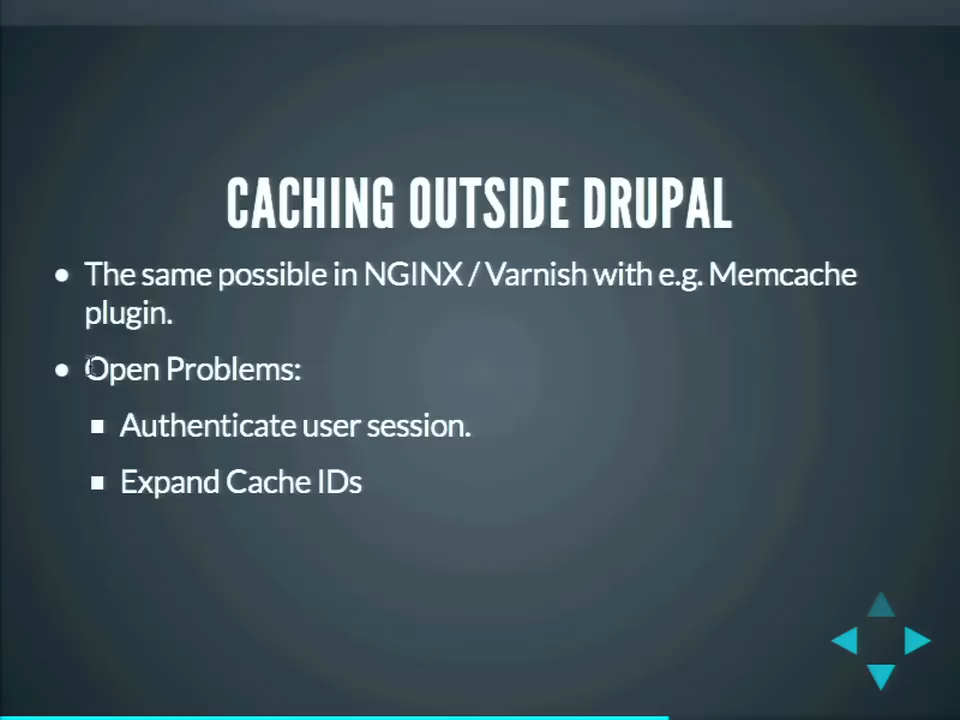 CACHING OUTSIDE DRUPAL
The same possible in NGINX / Varnish with e.g. Memcache
plugin.
Open Problems:
Authenticate user session.
Expand Cache IDs